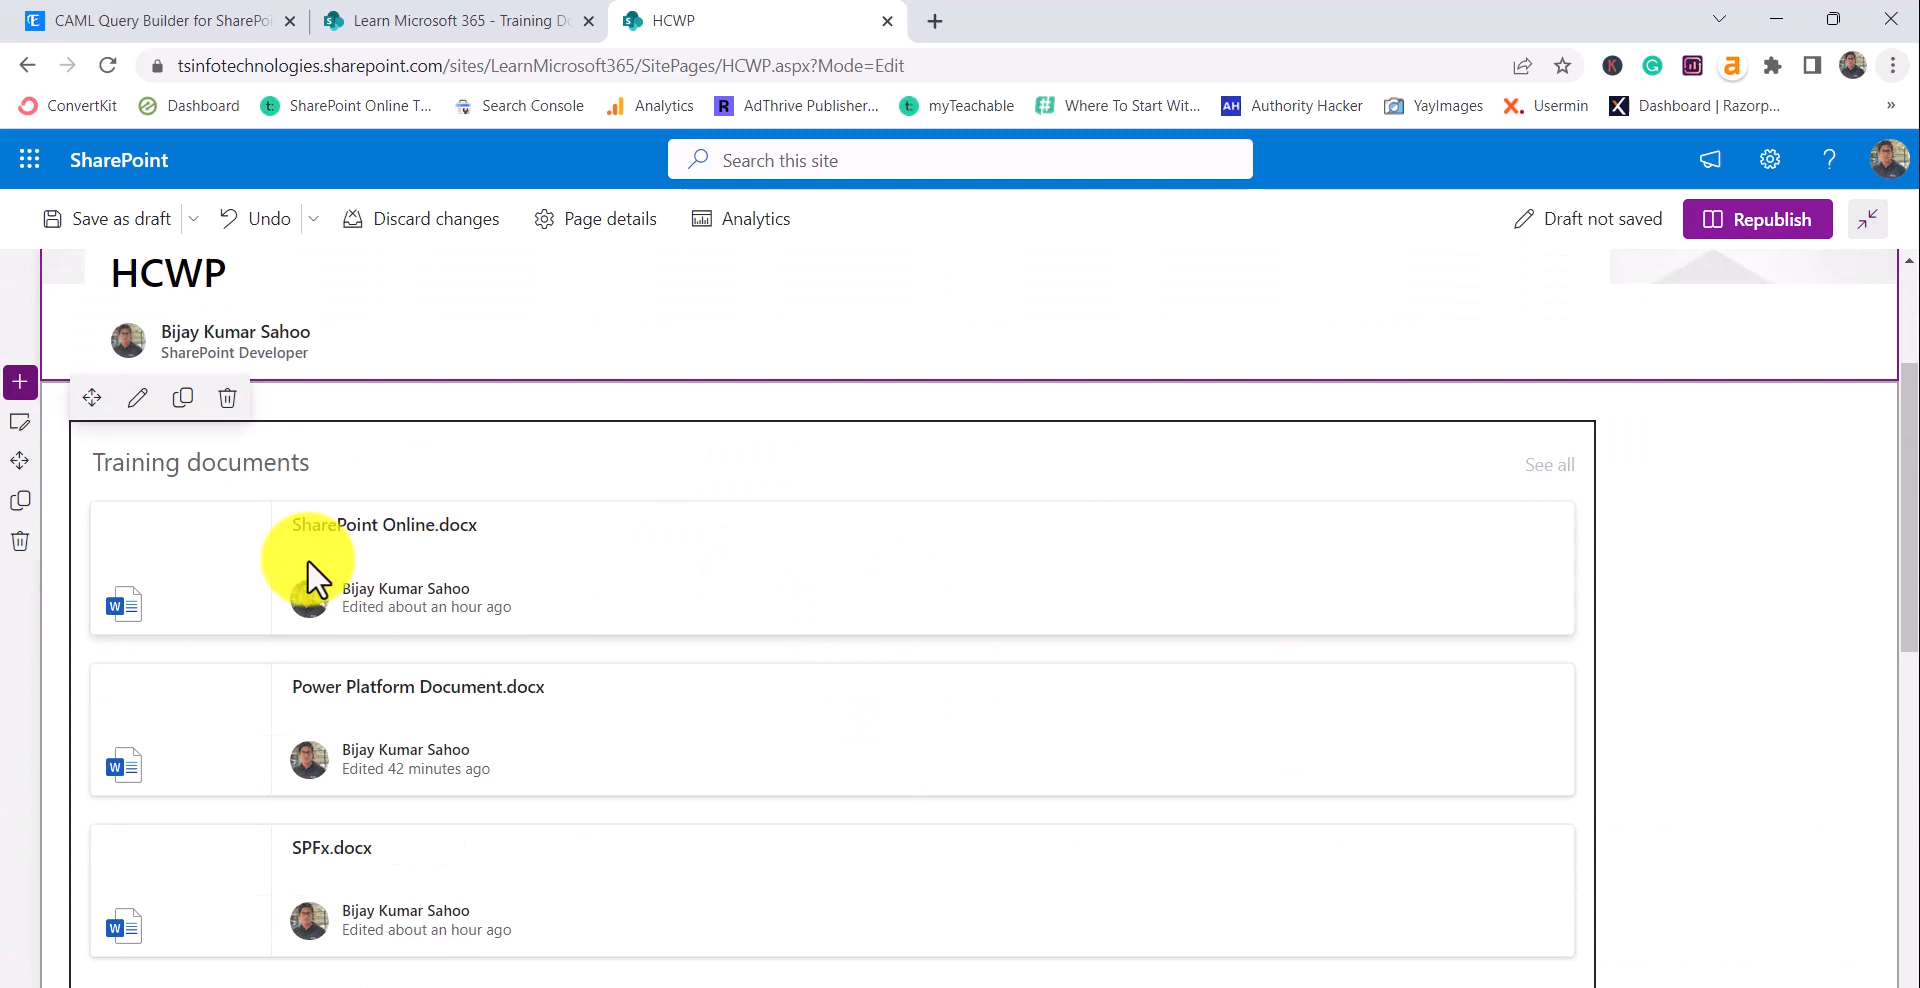 CAML Query Builder for SharePoi
Learn Microsoft 365 - Training Do
HCWP
tsinfotechnologies.sharepoint.com/sites/LearnMicrosoft365/SitePages/HCWP.aspx?Mode=Edit
ConvertKit
Dashboard
SharePoint Online T...
Search Console
Analytics
AdThrive Publisher...
myTeachable
Where To Start Wit...
Authority Hacker
YayImages
Usermin
Dashboard | Razorp...
SharePoint
Search this site
Save as draft
Undo
Discard changes
Page details
Analytics
Draft not saved
Republish
HCWP
Bijay Kumar Sahoo
SharePoint Developer
Training documents
See all
SharePoint Online.docx
Bijay Kumar Sahoo
Edited about an hour ago
Power Platform Document.docx
Bijay Kumar Sahoo
Edited 42 minutes ago
SPFx.docx
Bijay Kumar Sahoo
Edited about an hour ago